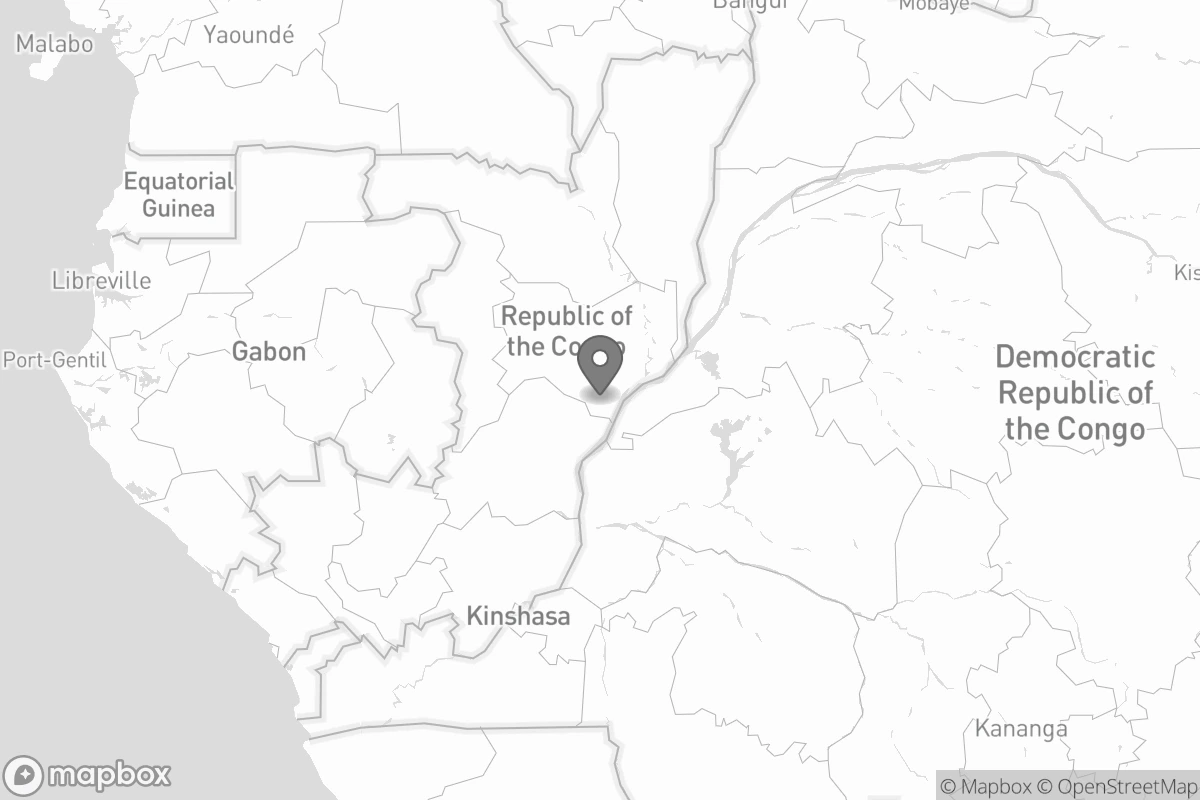 Bangui
Mobaye
Malabo
Yaoundé
Equatorial
Guinea
Libreville
Kis
Republic of
the Co
Port-Gentil
Gabon
Democratic
Republic of
the Congo
Kinshasa
Kananga
mapbox
© Mapbox © OpenStreetMap